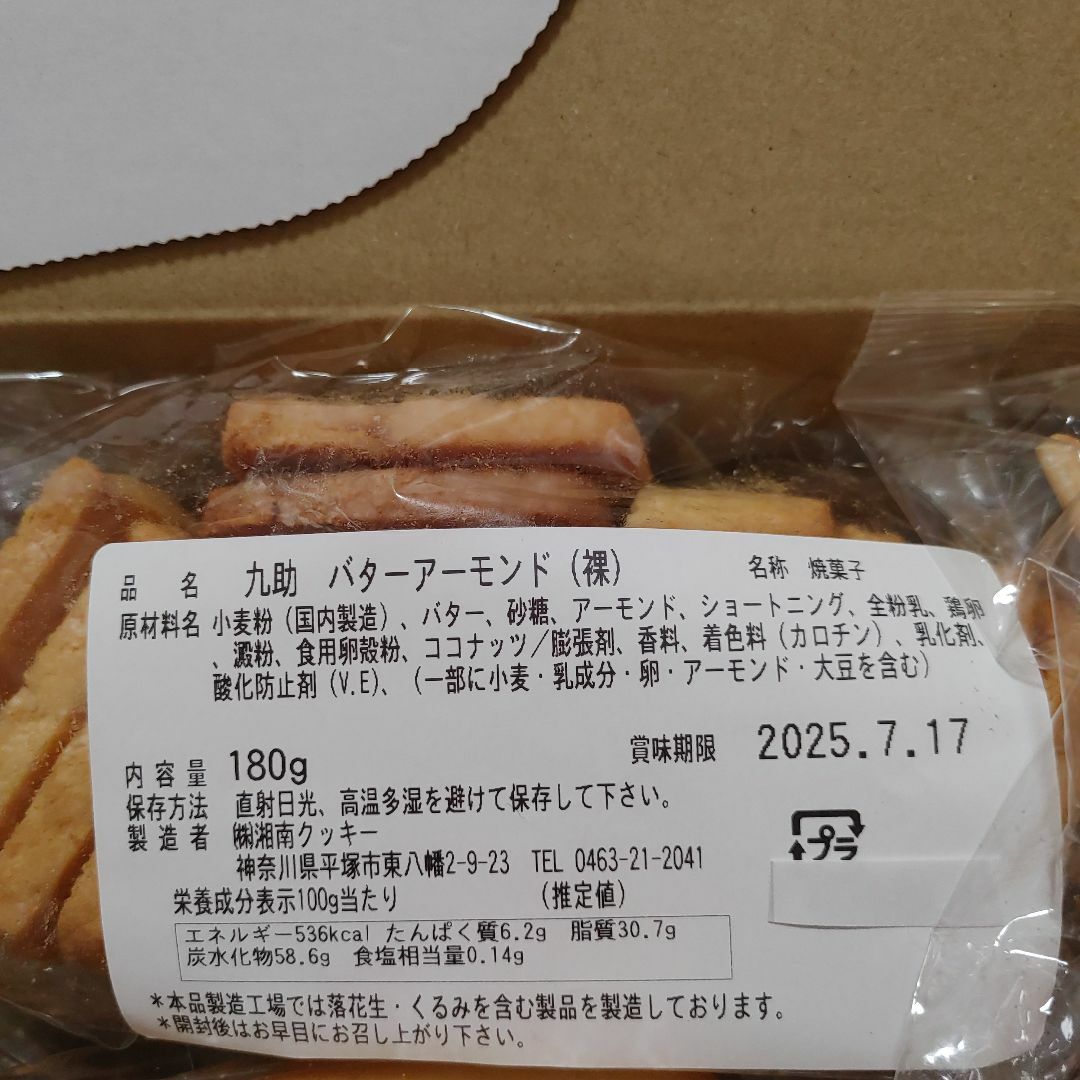 品名 九助 バターアーモンド（裸） 名称 焼菓子
原材料名 小麦粉（国内製造）、バター、砂糖、アーモンド、ショートニング、全粉乳、鶏卵
、澱粉、食用卵殻粉、ココナッツ／膨張剤、香料、着色料（カロチン）、乳化剤、
酸化防止剤（V.E)、（一部に小麦・乳成分・卵・アーモンド・大豆を含む）
内容量 180g 賞味期限 2025.7.17
保存方法 直射日光、高温多湿を避けて保存して下さい。
製造者 ㈱湘南クッキー
神奈川県平塚市東八幡2-9-23 TEL 0463-21-2041
プラ
栄養成分表示100g当たり （推定値）
エネルギー536kcal たんぱく質6.2g 脂質30.7g
炭水化物58.6g 食塩相当量0.14g
＊本品製造工場では落花生・くるみを含む製品を製造しております。
＊開封後はお早目にお召し上がり下さい。